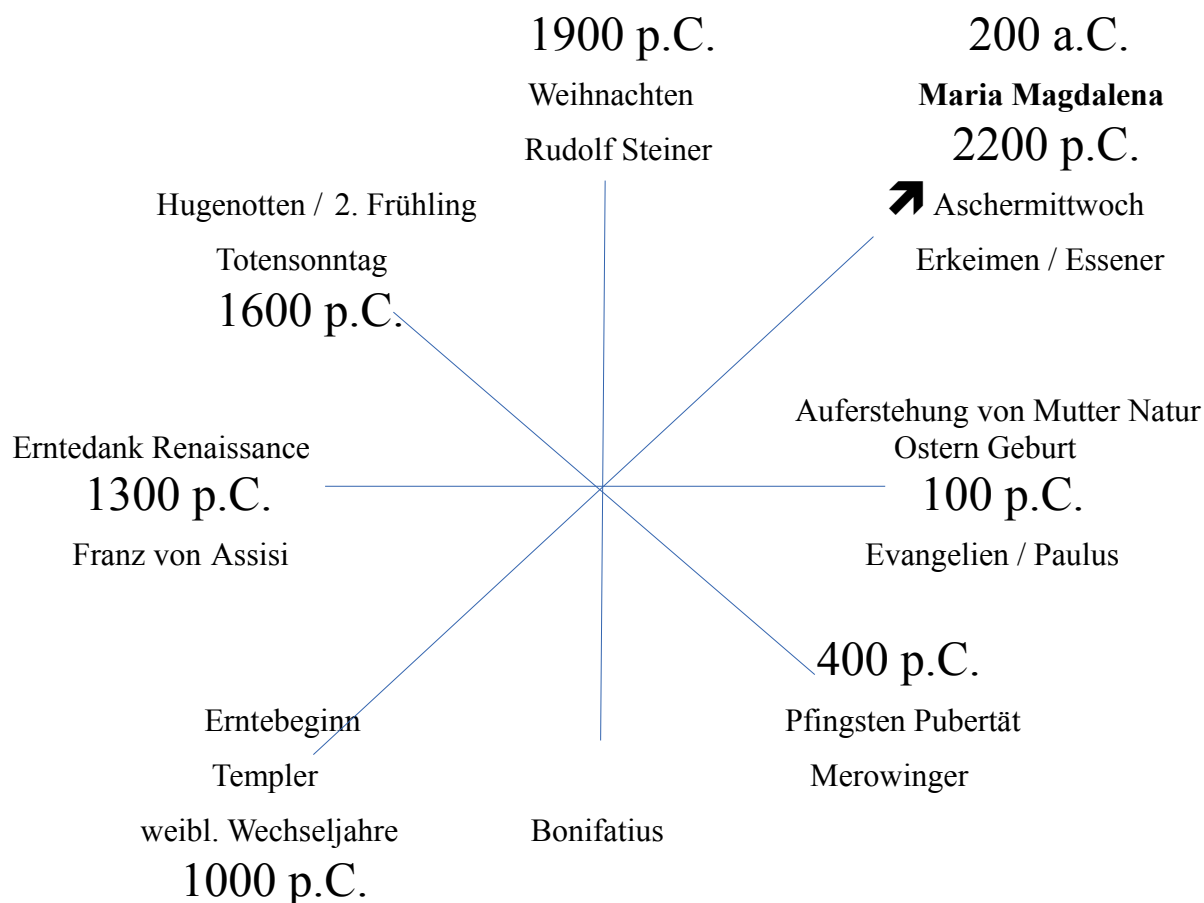 1900 p.C.
Weihnachten
Rudolf Steiner
200 a.C.
Maria Magdalena
2200 p.C.
Aschermittwoch
Erkeimen / Essener
Hugenotten / 2. Frühling
Totensonntag
1600 p.C.
Auferstehung von Mutter Natur
Ostern Geburt
100 p.C.
Evangelien / Paulus
Erntedank Renaissance
1300 p.C.
Franz von Assisi
400 p.C.
Pfingsten Pubertät
Merowinger
Erntebeginn
Templer
weibl. Wechseljahre
1000 p.C.
Bonifatius